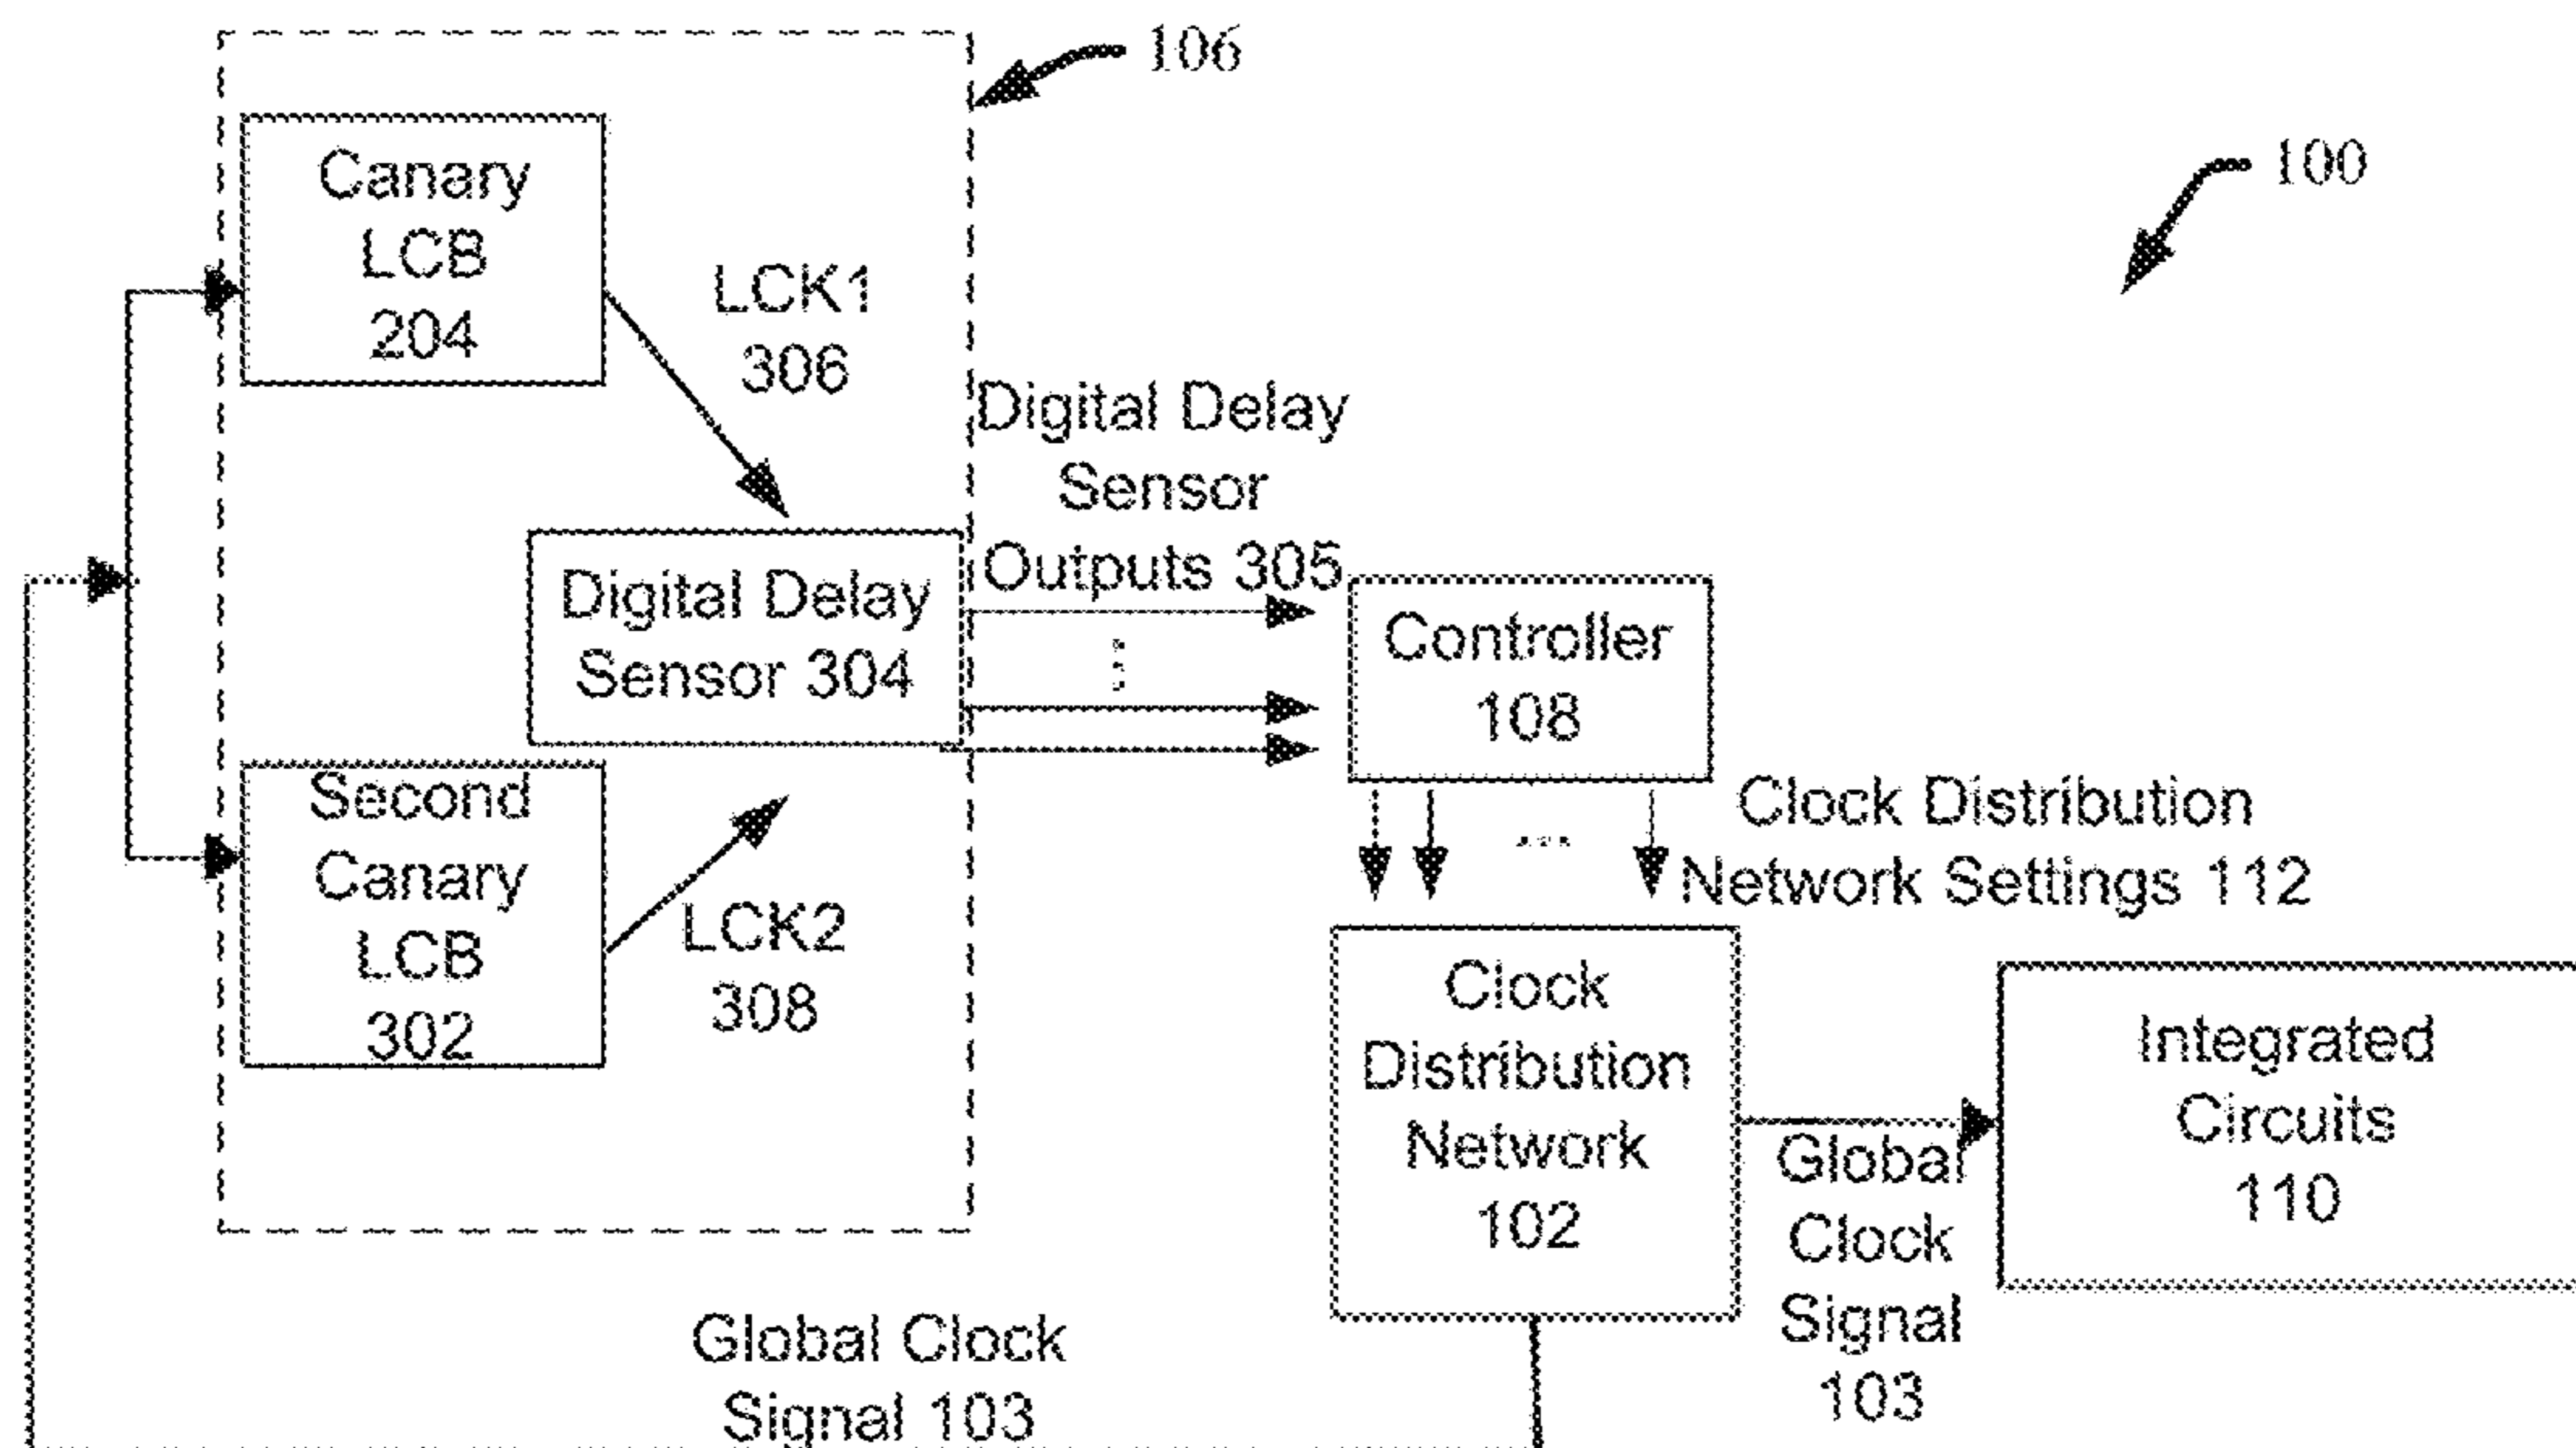 106
100
Canary
LCB
204
LCK1
306
Digital Delay
Sensor
Outputs 305
Digital Delay
Sensor 304
Controller
108
Second
Canary
LCB
302
LCK2
308
Clock Distribution
Network Settings 112
Clock
Distribution
Network
102
Global
Clock
Signal
103
Integrated
Circuits
110
Global Clock
Signal 103